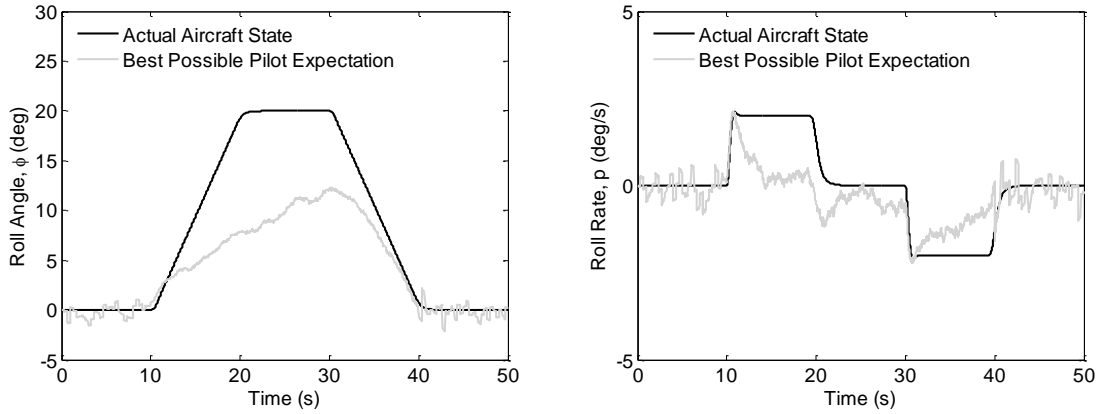 30
25
20
15
10
5
0
-5
Roll Angle, ϕ (deg)
Actual Aircraft State
Best Possible Pilot Expectation
0 10 20 30 40 50
Time (s)
5
0
-5
Roll Rate, p (deg/s)
Actual Aircraft State
Best Possible Pilot Expectation
0 10 20 30 40 50
Time (s)